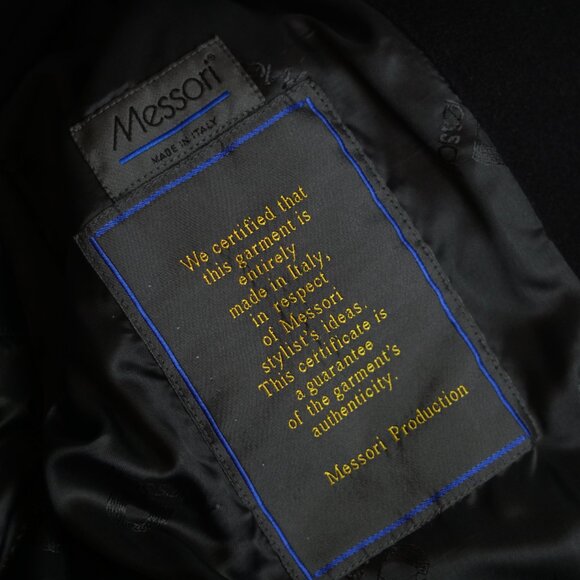 Messori®
MADE IN ITALY
We certified that
this garment is
entirely
made in Italy,
in respect
of Messori
stylist's ideas.
This certificate is
a guarantee
of the garment's
authenticity.
Messori Production